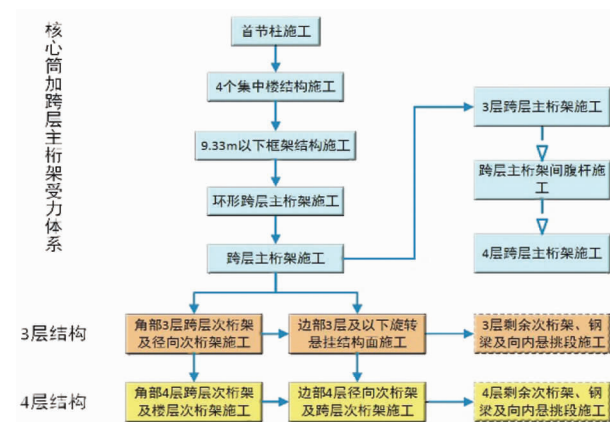 核心筒加跨层主桁架受力体系
首节柱施工
4个集中楼结构施工
9.33m以下框架结构施工
环形跨层主桁架施工
跨层主桁架施工
3层跨层主桁架施工
跨层主桁架间腹杆施
工
4层跨层主桁架施工
3层结构
角部3层跨层次桁架
及径向次桁架施工
边部3层及以下旋转
悬挂结构面施工
3层剩余次桁架、钢
梁及向内悬挑段施工
4层结构
角部4层跨层次桁架
及楼层次桁架施工
边部4层径向次桁架
及跨层次桁架施工
4层剩余次桁架、钢
梁及向内悬挑段施工